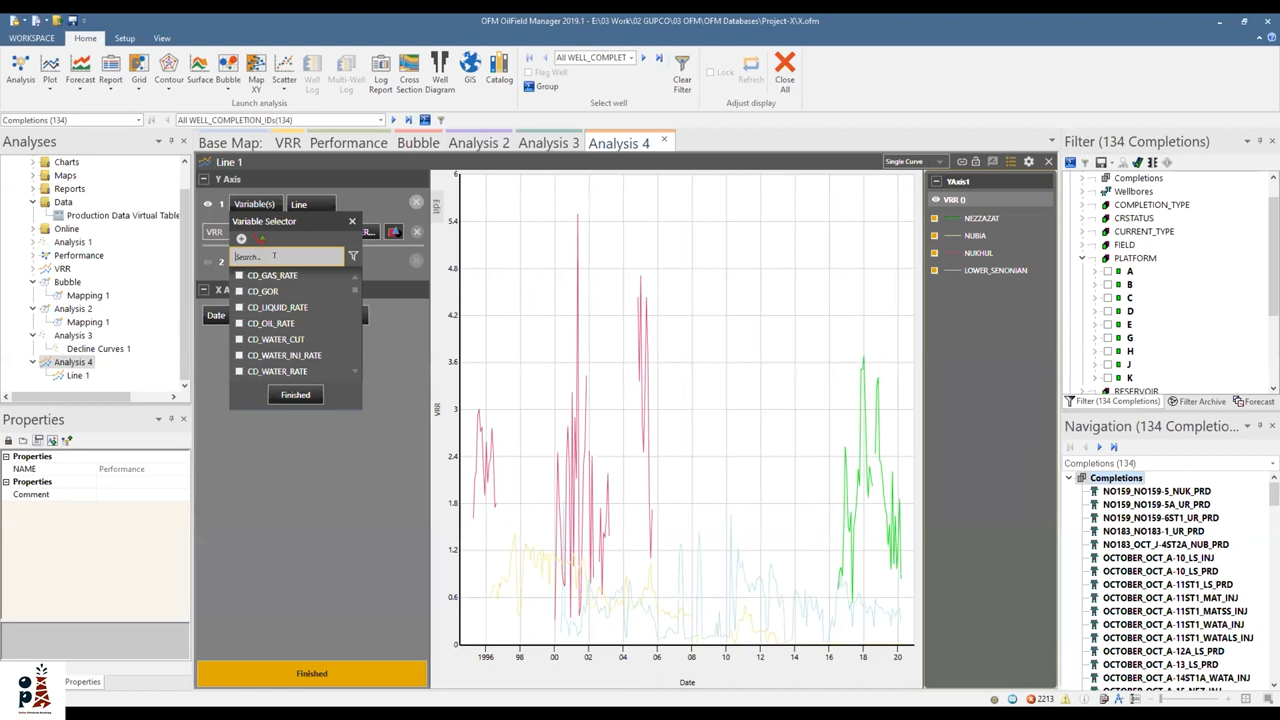 OFM OilField Manager 2019.1 - E:\03 Work\02 GUPCO\03 OFM\OFM Databases\Project-X\X.ofm
WORKSPACE Home Setup View
Analysis Plot Forecast Report Grid Contour Surface Bubble Map XY Scatter Well Log Multi-Well Log Log Report Cross Section Well Diagram GIS Catalog
Launch analysis
All WELL_COMPLET
Flag Well
Group
Select well
Clear Filter
Lock Refresh
Adjust display
Close All
Completions (134)
All WELL_COMPLETION_IDs(134)
Analyses
Charts
Maps
Reports
Data
Production Data Virtual Table
Online
Analysis 1
Performance
VRR
Bubble
Mapping 1
Analysis 2
Mapping 1
Analysis 3
Decline Curves 1
Analysis 4
Line 1
Properties
Properties
NAME Performance
Properties
Comment
Properties
Base Map: VRR Performance Bubble Analysis 2 Analysis 3 Analysis 4
Line 1
Single Curve
Y Axis
1 Variable(s) Line
VRR
ER...
2
X A
Date
Variable Selector
Search...
CD_GAS_RATE
CD_GOR
CD_LIQUID_RATE
CD_OIL_RATE
CD_WATER_CUT
CD_WATER_INJ_RATE
CD_WATER_RATE
Finished
Finished
Edit
6
5.4
4.8
4.2
3.6
3
2.4
1.8
1.2
0.6
0
VRR
1996 98 00 02 04 06 08 10 12 14 16 18 20
Date
YAxis1
VRR ()
NEZZAZAT
NUBIA
NUKHUL
LOWER_SENONIAN
Filter (134 Completions)
Completions
Wellbores
COMPLETION_TYPE
CRSTATUS
CURRENT_TYPE
FIELD
PLATFORM
A
B
C
D
E
G
H
J
K
RESERVOIR
Filter (134 Completions) Filter Archive Forecast
Navigation (134 Completio...
Completions (134)
Completions
NO159_NO159-5_NUK_PRD
NO159_NO159-5A_UR_PRD
NO159_NO159-6ST1_UR_PRD
NO183_NO183-1_UR_PRD
NO183_OCT_J-4ST2A_NUB_PRD
OCTOBER_OCT_A-10_LS_INJ
OCTOBER_OCT_A-10_LS_PRD
OCTOBER_OCT_A-11ST1_LS_PRD
OCTOBER_OCT_A-11ST1_MAT_INJ
OCTOBER_OCT_A-11ST1_MATSS_INJ
OCTOBER_OCT_A-11ST1_WATA_INJ
OCTOBER_OCT_A-11ST1_WATALS_INJ
OCTOBER_OCT_A-12A_LS_PRD
OCTOBER_OCT_A-13_LS_PRD
OCTOBER_OCT_A-14ST1A_WATA_INJ
2213